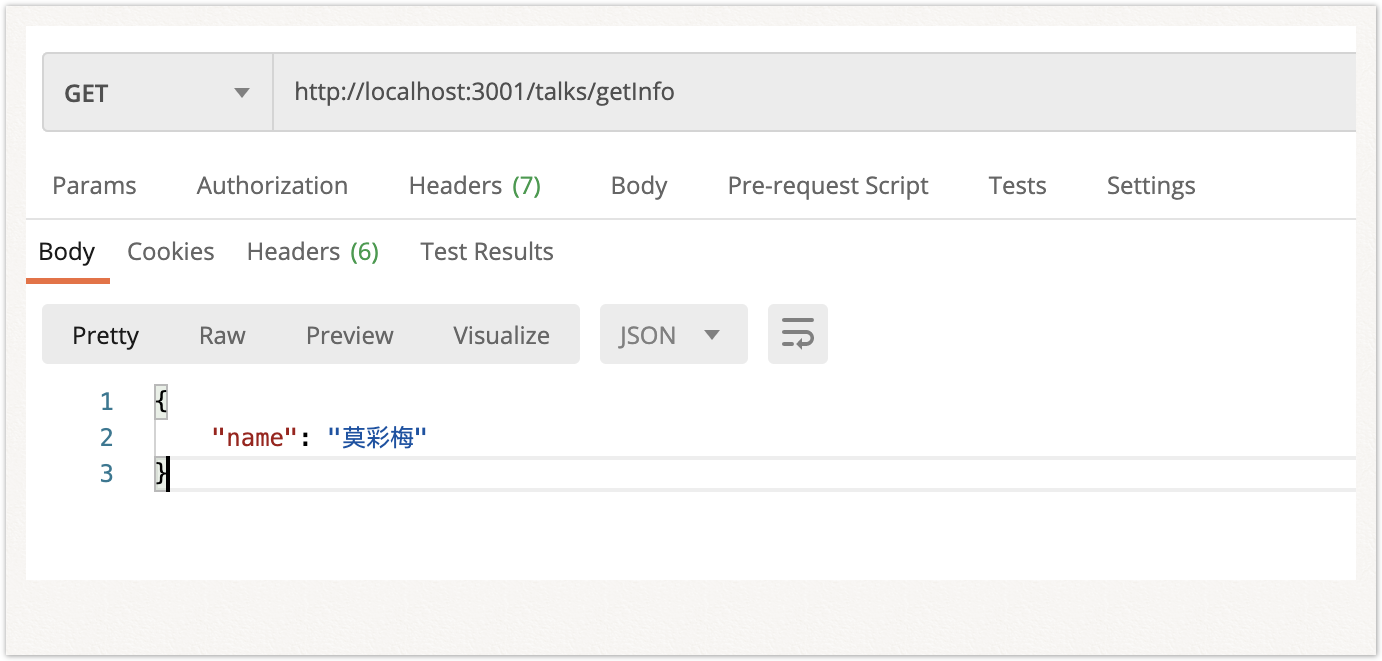 GET http://localhost:3001/talks/getInfo
Params Authorization Headers (7) Body Pre-request Script Tests Settings
Body Cookies Headers (6) Test Results
Pretty Raw Preview Visualize JSON
1 {
2 "name": "莫彩梅"
3 }